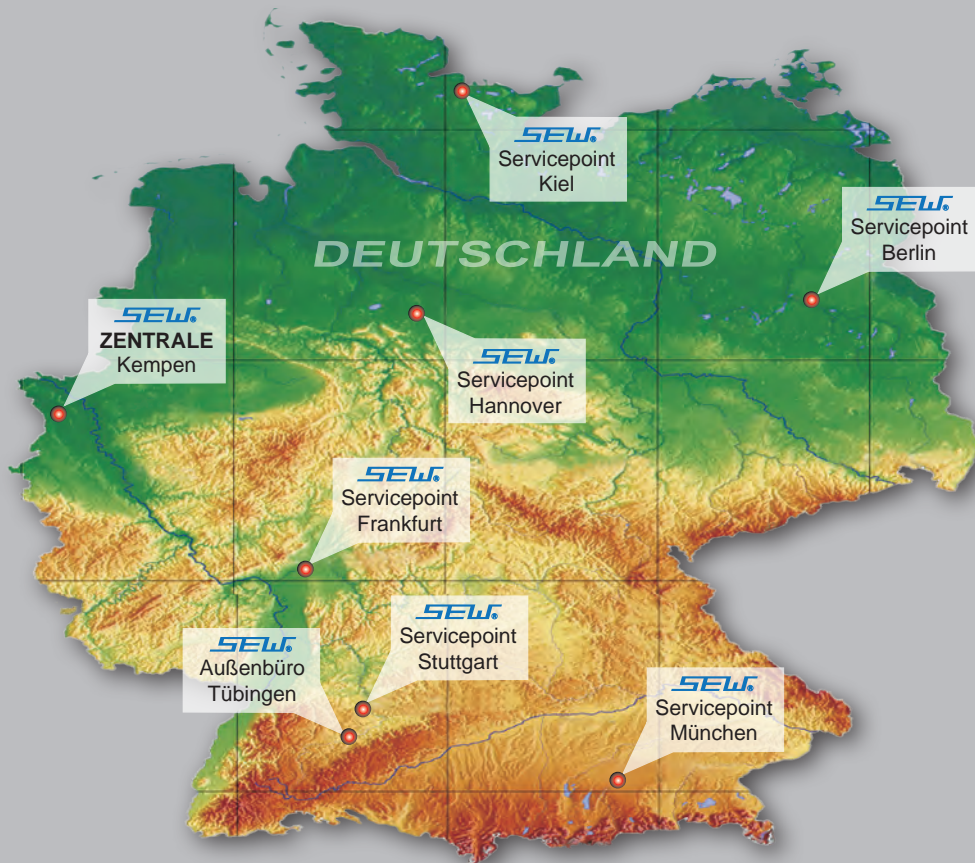 SEW®
Servicepoint
Kiel
SEW®
Servicepoint
Berlin
DEUTSCHLAND
SEW®
ZENTRALE
Kempen
SEW®
Servicepoint
Hannover
SEW®
Servicepoint
Frankfurt
SEW®
Servicepoint
Stuttgart
SEW®
Außenbüro
Tübingen
SEW®
Servicepoint
München